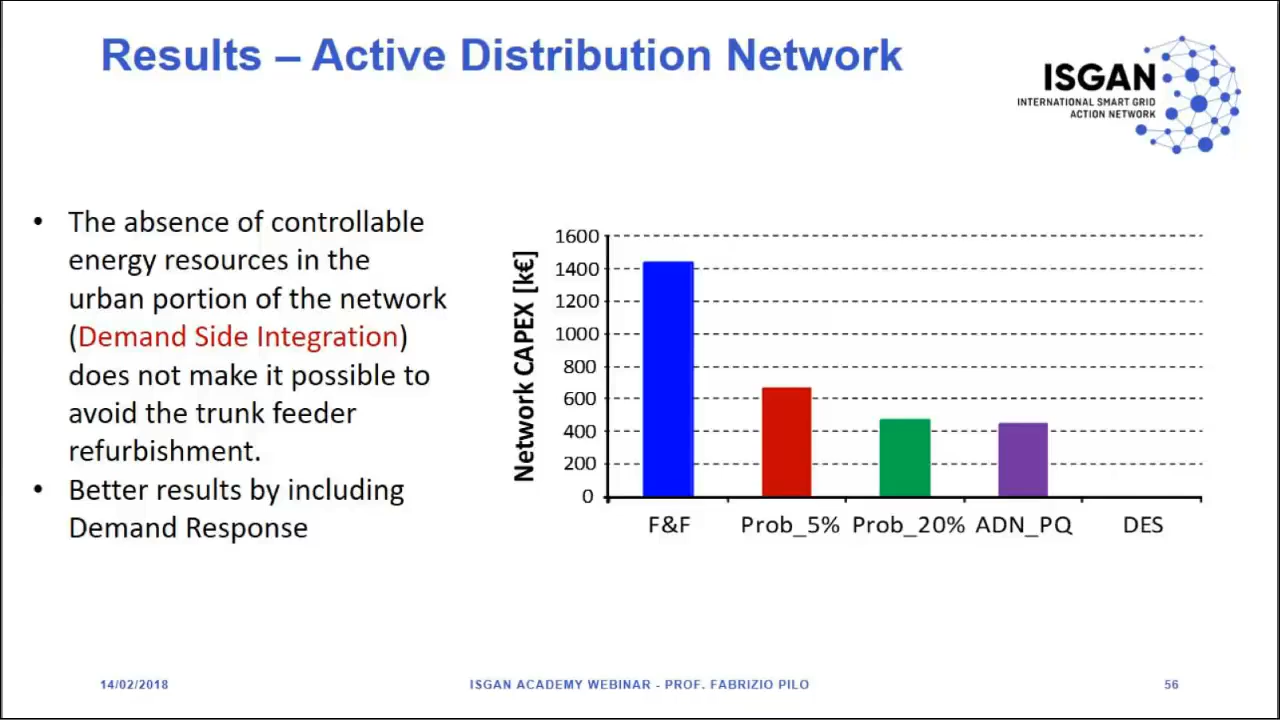 Results – Active Distribution Network
ISGAN
INTERNATIONAL SMART GRID
ACTION NETWORK
• The absence of controllable
energy resources in the
urban portion of the network
(Demand Side Integration)
does not make it possible to
avoid the trunk feeder
refurbishment.
• Better results by including
Demand Response
Network CAPEX [k€]
1600
1400
1200
1000
800
600
400
200
0
F&F Prob_5% Prob_20% ADN_PQ DES
14/02/2018 ISGAN ACADEMY WEBINAR - PROF. FABRIZIO PILO 56